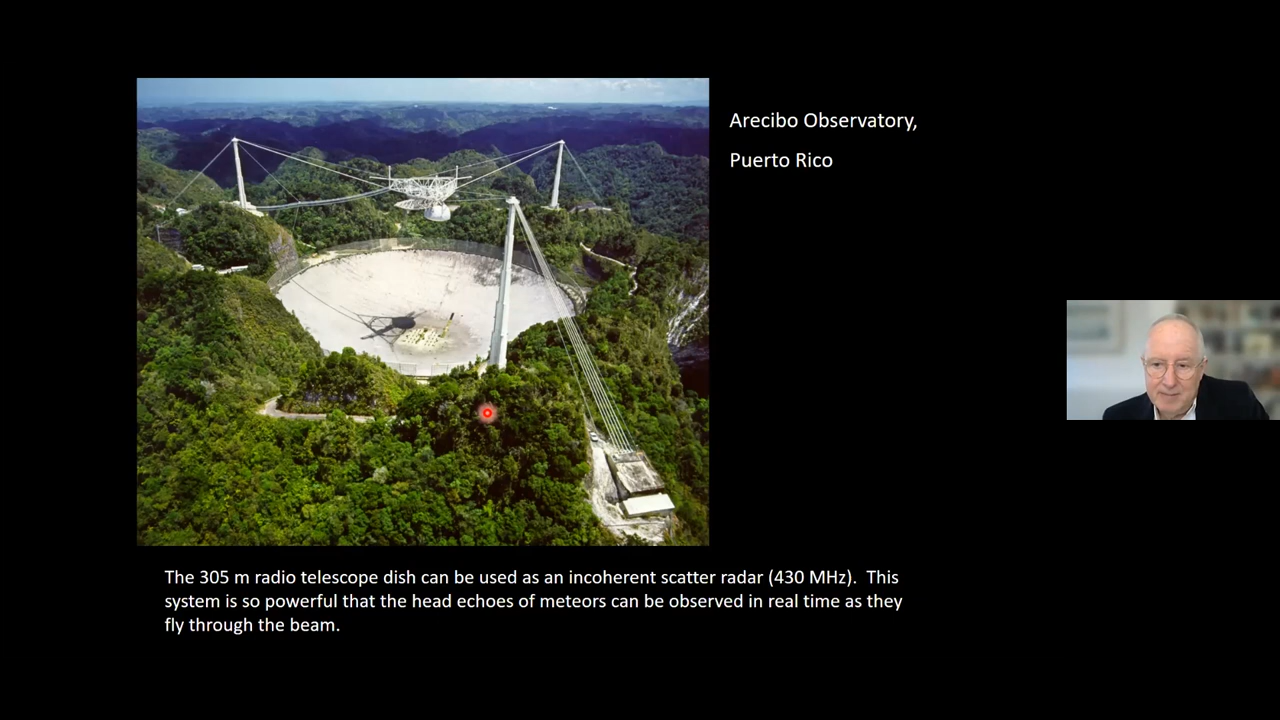 Arecibo Observatory,
Puerto Rico
The 305 m radio telescope dish can be used as an incoherent scatter radar (430 MHz).  This
system is so powerful that the head echoes of meteors can be observed in real time as they
fly through the beam.